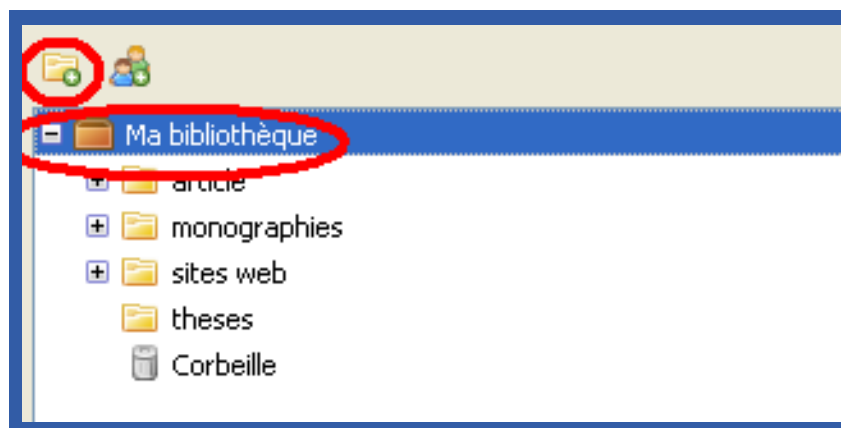 Ma bibliothèque
article
monographies
sites web
theses
Corbeille